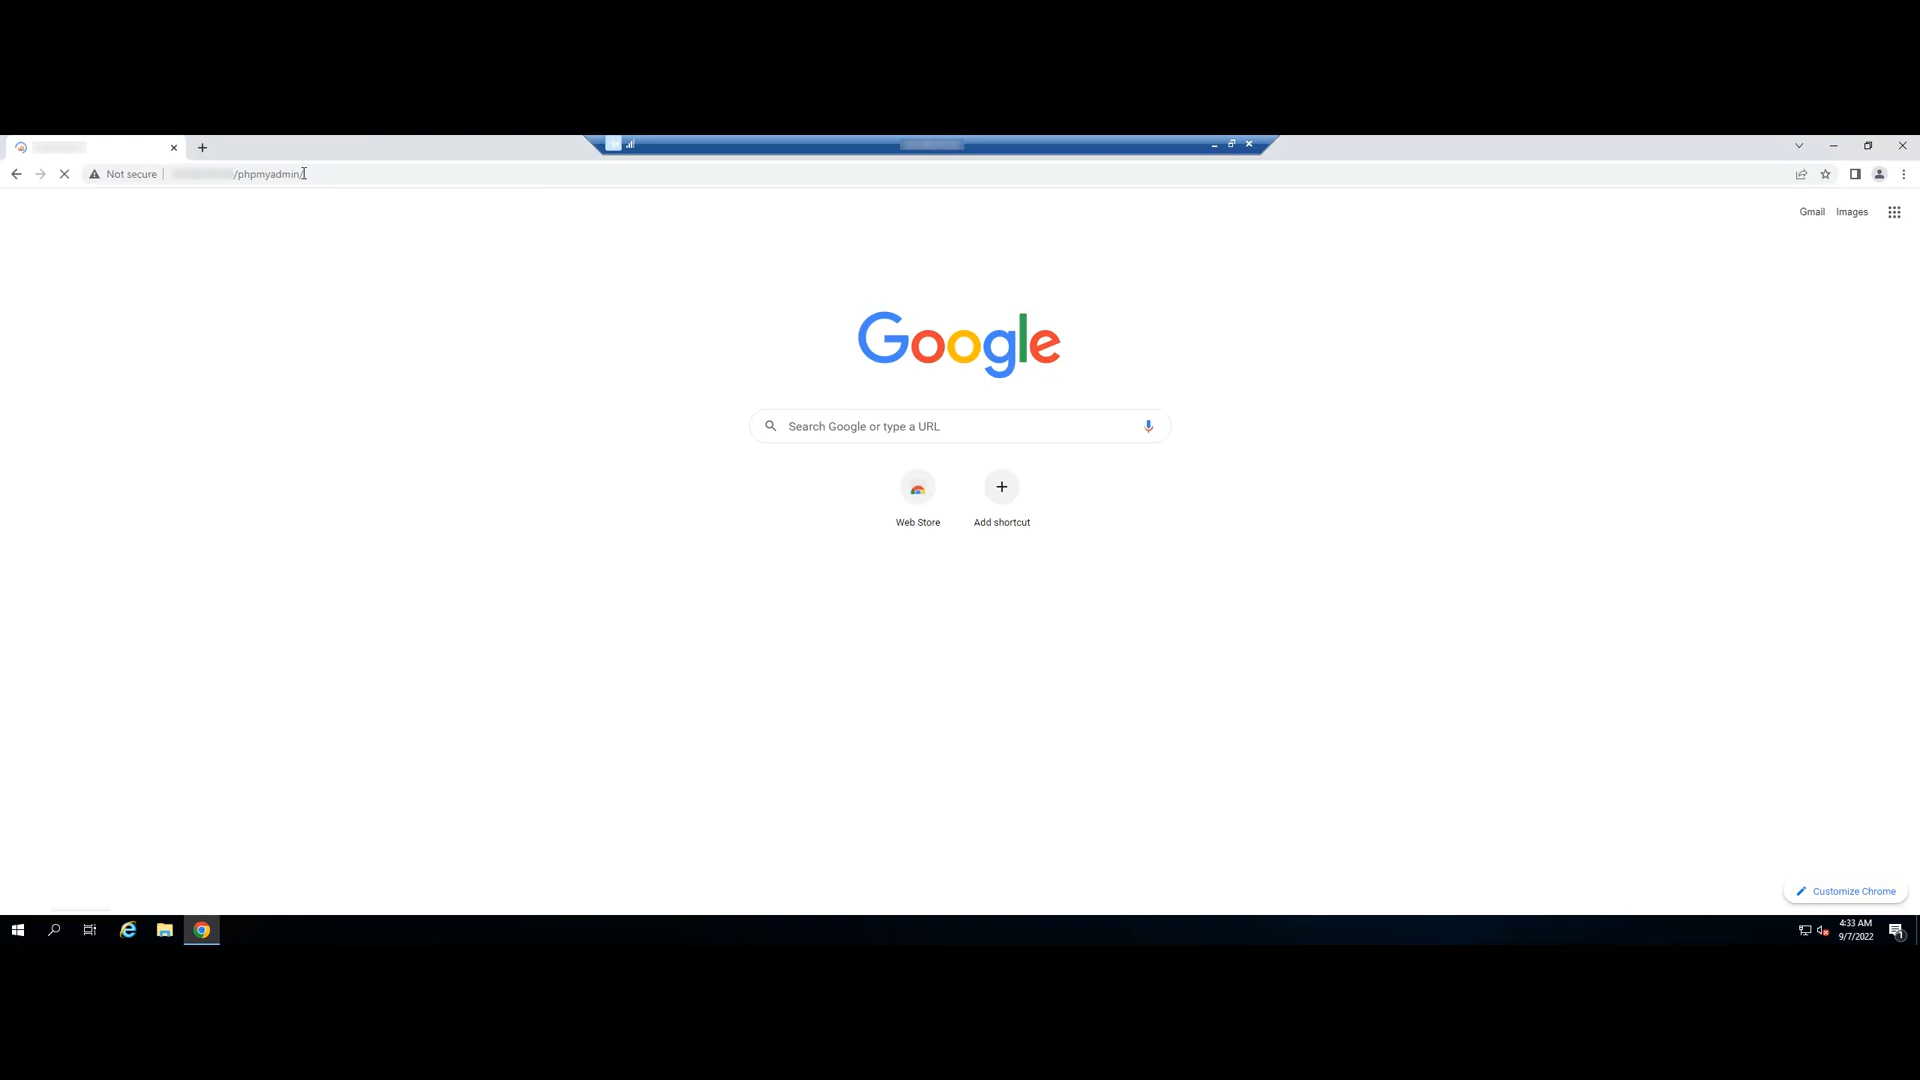 Not secure
/phpmyadmin/
Gmail Images
Google
Search Google or type a URL
Web Store Add shortcut
Customize Chrome
4:33 AM
9/7/2022
1